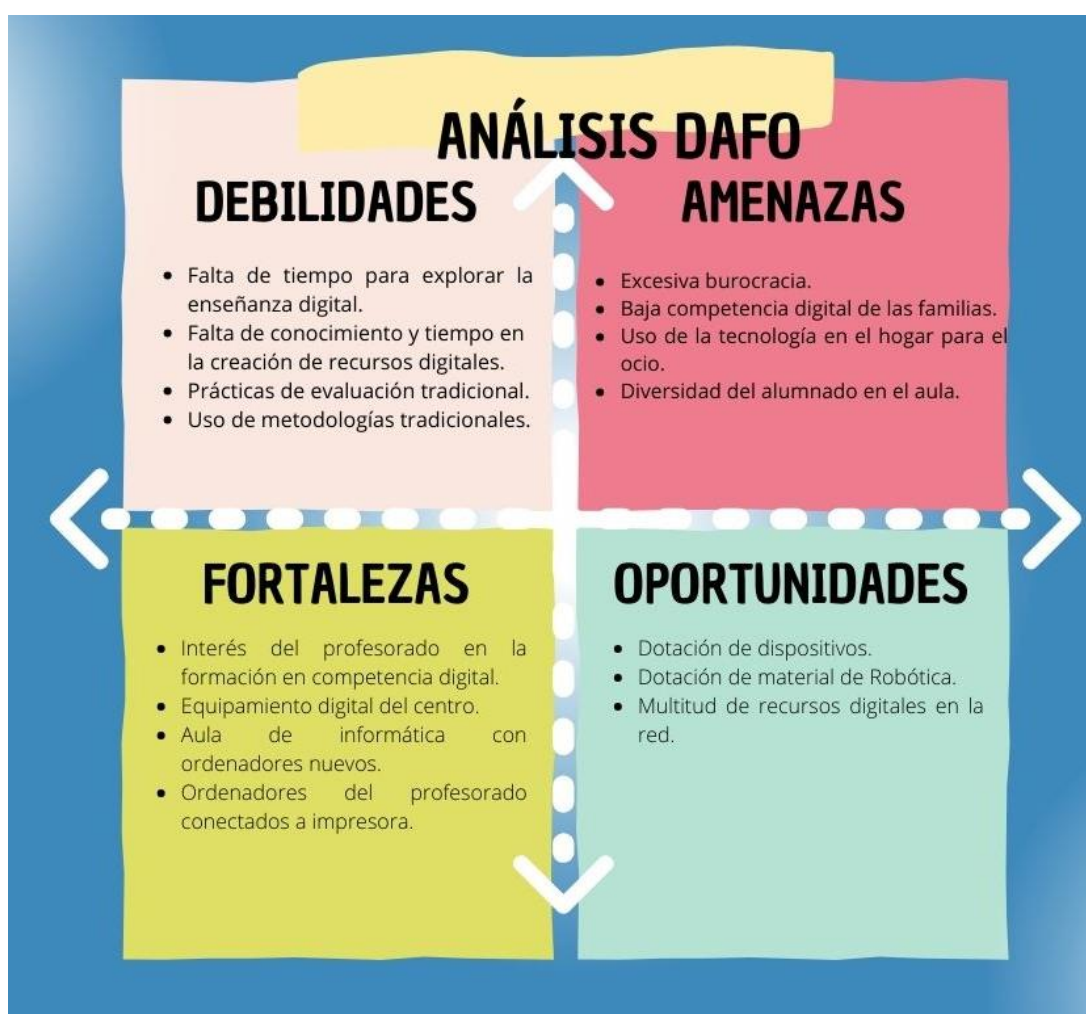 ANÁLISIS DAFO
DEBILIDADES
• Falta de tiempo para explorar la
enseñanza digital.
• Falta de conocimiento y tiempo en
la creación de recursos digitales.
• Prácticas de evaluación tradicional.
• Uso de metodologías tradicionales.
AMENAZAS
• Excesiva burocracia.
• Baja competencia digital de las familias.
• Uso de la tecnología en el hogar para el
ocio.
• Diversidad del alumnado en el aula.
FORTALEZAS
• Interés del profesorado en la
formación en competencia digital.
• Equipamiento digital del centro.
• Aula de informática con
ordenadores nuevos.
• Ordenadores del profesorado
conectados a impresora.
OPORTUNIDADES
• Dotación de dispositivos.
• Dotación de material de Robótica.
• Multitud de recursos digitales en la
red.